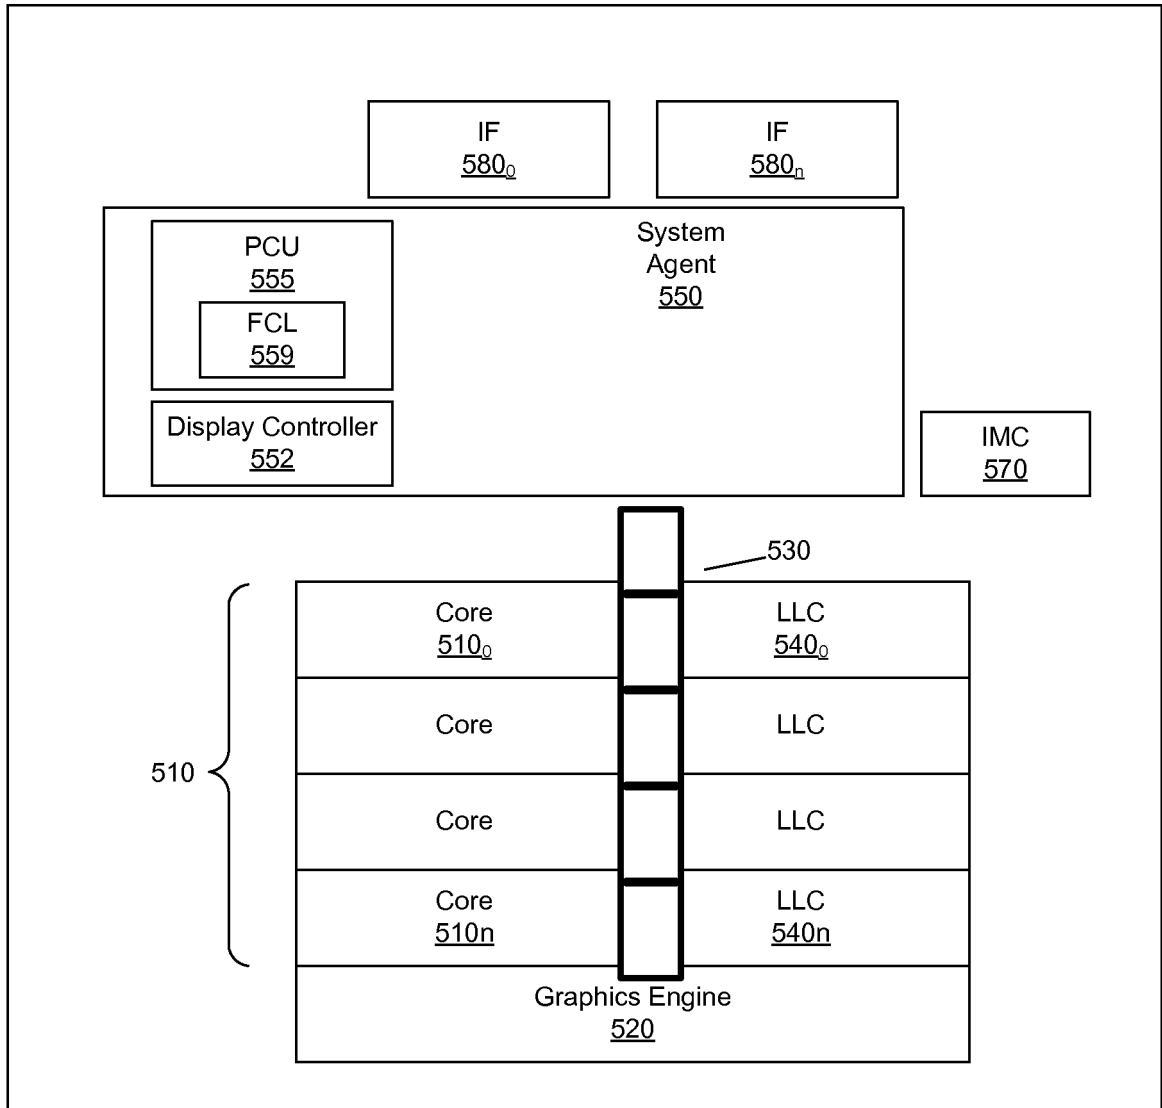 IF
580₀
IF
580ₙ
PCU
555
FCL
559
System
Agent
550
Display Controller
552
IMC
570
530
Core
510₀
LLC
540₀
Core
LLC
510
Core
LLC
Core
510n
LLC
540n
Graphics Engine
520